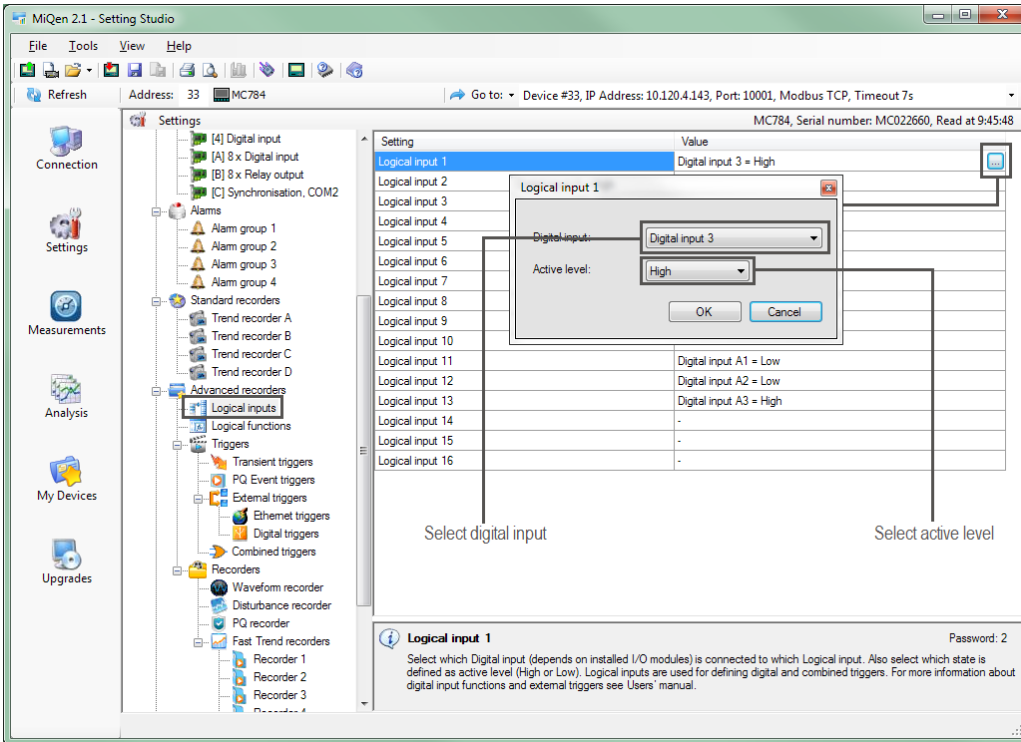 MiQen 2.1 - Setting Studio
File Tools View Help
Refresh Address: 33 MC784 Go to: Device #33, IP Address: 10.120.4.143, Port: 10001, Modbus TCP, Timeout 7s
Settings MC784, Serial number: MC022660, Read at 9:45:48
Connection
Settings
Measurements
Analysis
My Devices
Upgrades
[4] Digital input
[A] 8 x Digital input
[B] 8 x Relay output
[C] Synchronisation, COM2
Alarms
Alarm group 1
Alarm group 2
Alarm group 3
Alarm group 4
Standard recorders
Trend recorder A
Trend recorder B
Trend recorder C
Trend recorder D
Advanced recorders
Logical inputs
Logical functions
Triggers
Transient triggers
PQ Event triggers
External triggers
Ethernet triggers
Digital triggers
Combined triggers
Recorders
Waveform recorder
Disturbance recorder
PQ recorder
Fast Trend recorders
Recorder 1
Recorder 2
Recorder 3
Setting Value
Logical input 1 Digital input 3 = High ...
Logical input 2
Logical input 3
Logical input 4
Logical input 5
Logical input 6
Logical input 7
Logical input 8
Logical input 9
Logical input 10
Logical input 11 Digital input A1 = Low
Logical input 12 Digital input A2 = Low
Logical input 13 Digital input A3 = High
Logical input 14 -
Logical input 15 -
Logical input 16 -
Logical input 1
Digital input: Digital input 3
Active level: High
OK Cancel
Select digital input Select active level
Logical input 1 Password: 2
Select which Digital input (depends on installed I/O modules) is connected to which Logical input. Also select which state is
defined as active level (High or Low). Logical inputs are used for defining digital and combined triggers. For more information about
digital input functions and external triggers see Users' manual.